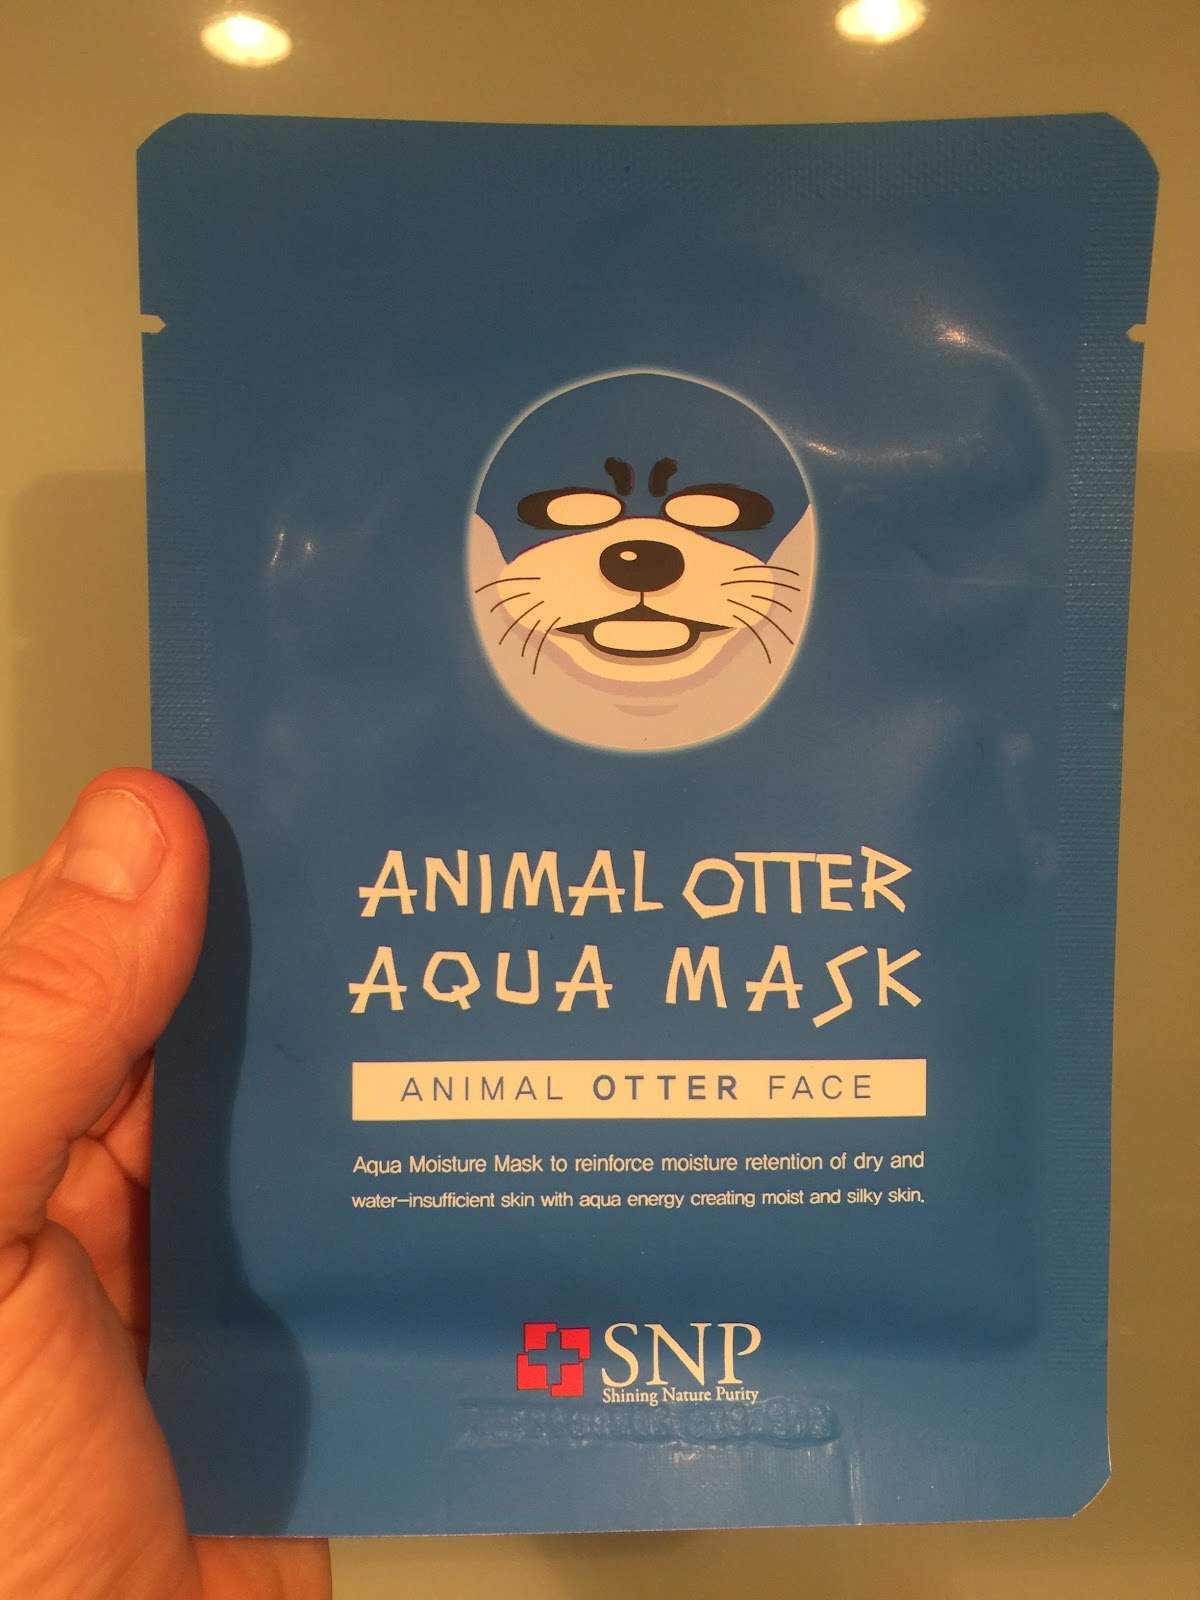 ANIMAL OTTER
AQUA MASK
ANIMAL OTTER FACE
Aqua Moisture Mask to reinforce moisture retention of dry and
water-insufficient skin with aqua energy creating moist and silky skin.
SNP
Shining Nature Purity